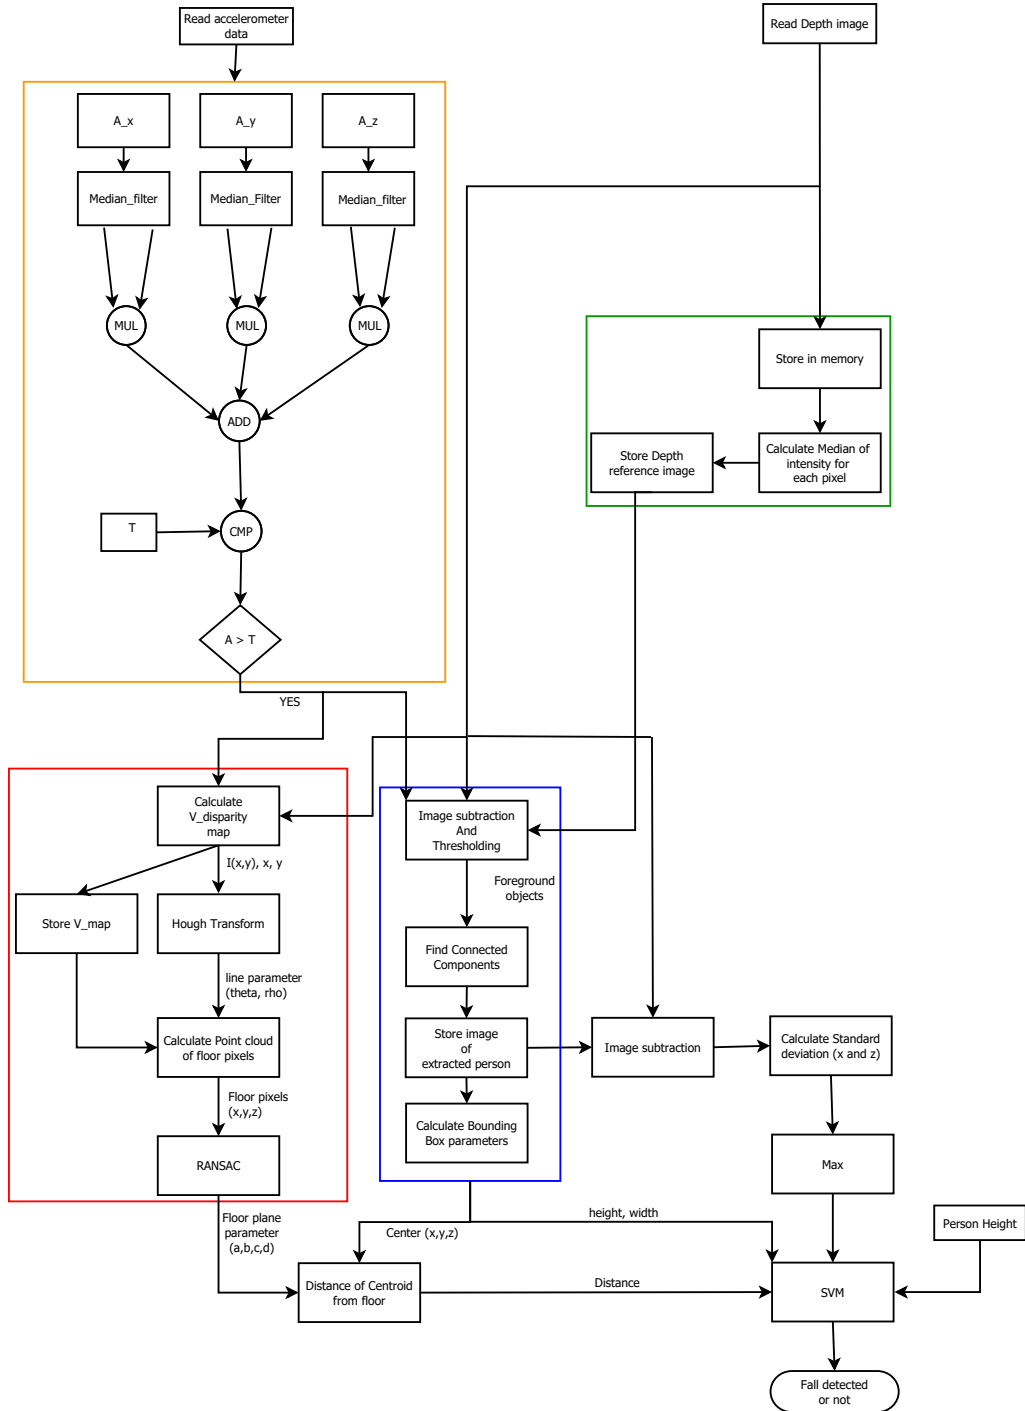 Read accelerometer
data
Read Depth image
A_x
A_y
A_z
Median_filter
Median_Filter
Median_filter
MUL
MUL
MUL
ADD
T
CMP
A > T
YES
Store in memory
Calculate Median of
intensity for
each pixel
Store Depth
reference image
Calculate
V_disparity
map
I(x,y), x, y
Store V_map
Hough Transform
line parameter
(theta, rho)
Calculate Point cloud
of floor pixels
Floor pixels
(x,y,z)
RANSAC
Floor plane
parameter
(a,b,c,d)
Image subtraction
And
Thresholding
Foreground
objects
Find Connected
Components
Store image
of
extracted person
Calculate Bounding
Box parameters
Image subtraction
Calculate Standard
deviation (x and z)
Max
Person Height
height, width
Center (x,y,z)
Distance of Centroid
from floor
Distance
SVM
Fall detected
or not